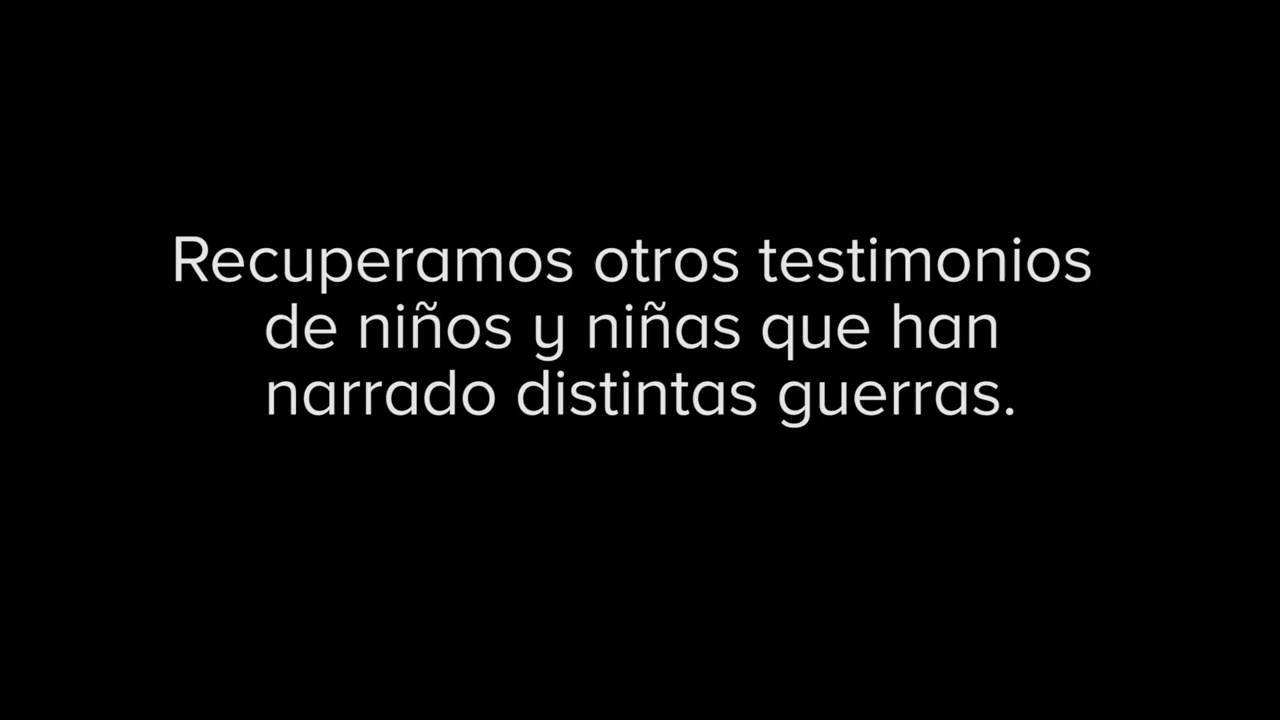 Recuperamos otros testimonios
de niños y niñas que han
narrado distintas guerras.